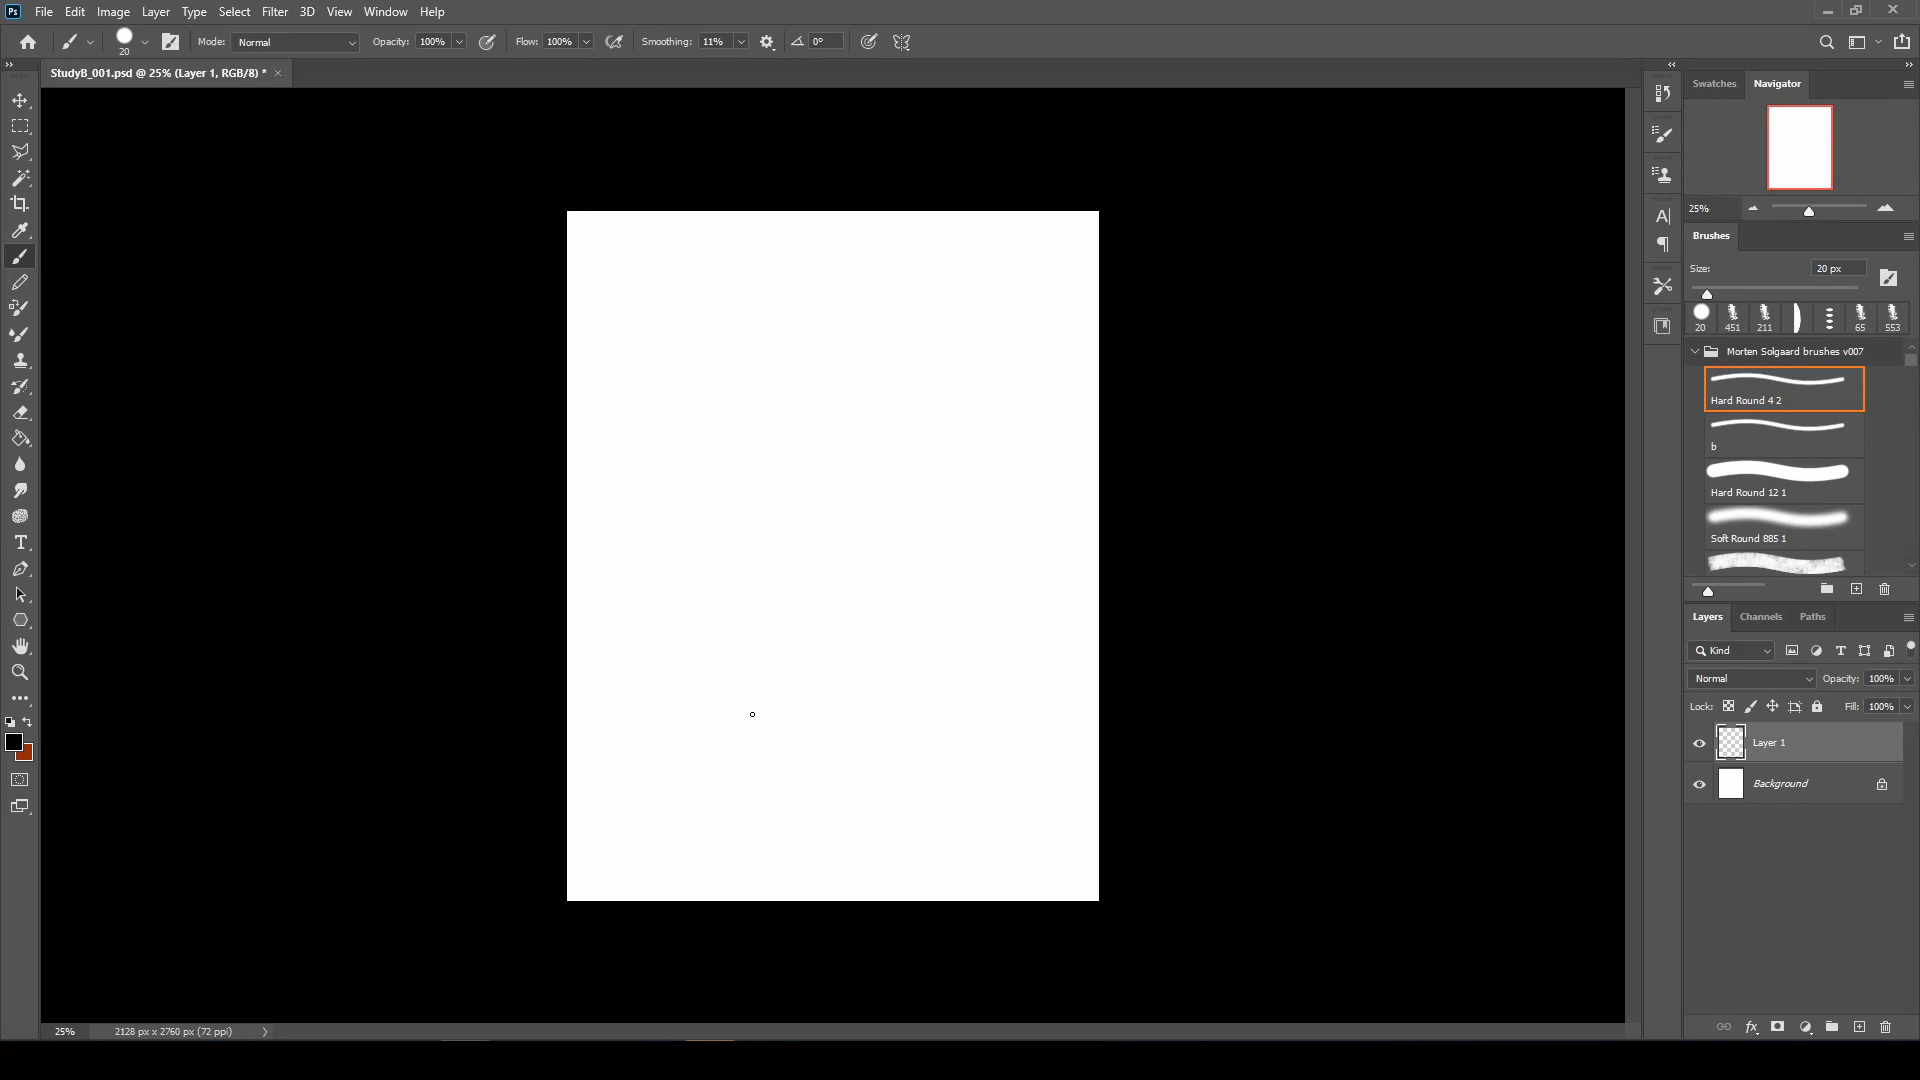 Ps File Edit Image Layer Type Select Filter 3D View Window Help
20 Mode: Normal Opacity: 100% Flow: 100% Smoothing: 11% 0°
StudyB_001.psd @ 25% (Layer 1, RGB/8) * ×
Swatches Navigator
25%
Brushes
Size: 20 px
20 451 211 65 553
Morten Solgaard brushes v007
Hard Round 4 2
b
Hard Round 12 1
Soft Round 885 1
Layers Channels Paths
Kind
Normal Opacity: 100%
Lock: Fill: 100%
Layer 1
Background
25% 2128 px x 2760 px (72 ppi)